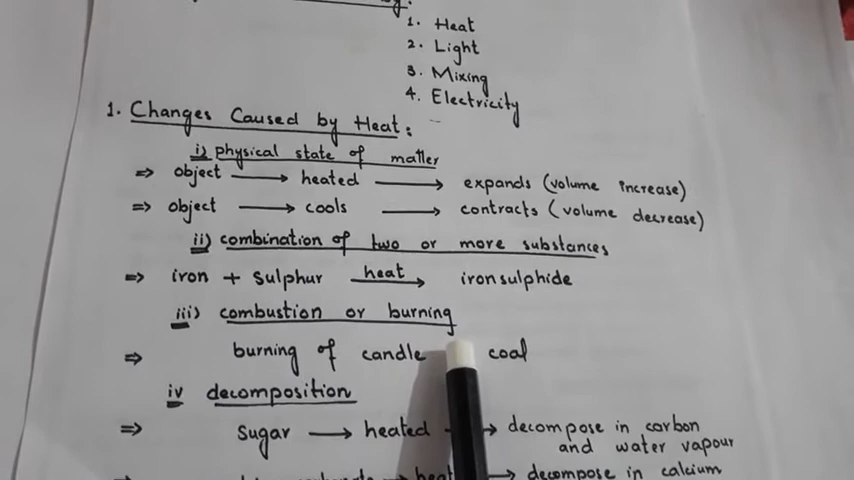 1. Heat
2. Light
3. Mixing
4. Electricity
1. Changes Caused by Heat:
i) physical state of matter
⇒ object → heated → expands (volume increase)
⇒ object → cools → contracts (volume decrease)
ii) combination of two or more substances
⇒ iron + sulphur heat → iron sulphide
iii) combustion or burning
⇒ burning of candle coal
iv decomposition
⇒ sugar → heated → decompose in carbon
and water vapour
⇒ → heat → decompose in calcium